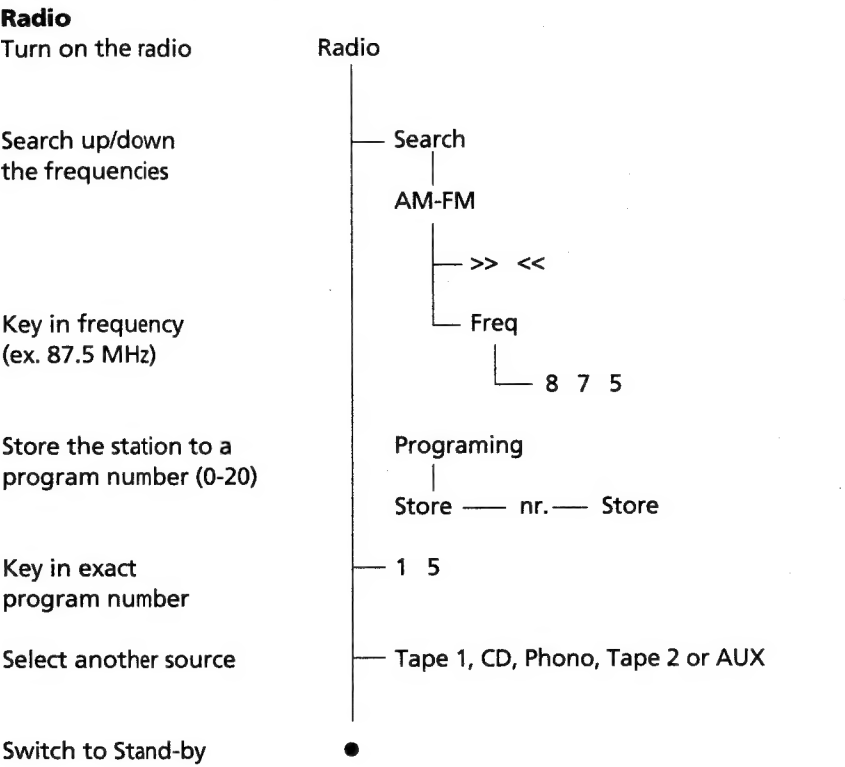 Radio
Turn on the radio Radio
Search up/down Search
the frequencies
AM-FM
>> <<
Key in frequency Freq
(ex. 87.5 MHz)
8 7 5
Store the station to a Programing
program number (0-20)
Store nr. Store
Key in exact 1 5
program number
Select another source Tape 1, CD, Phono, Tape 2 or AUX
Switch to Stand-by